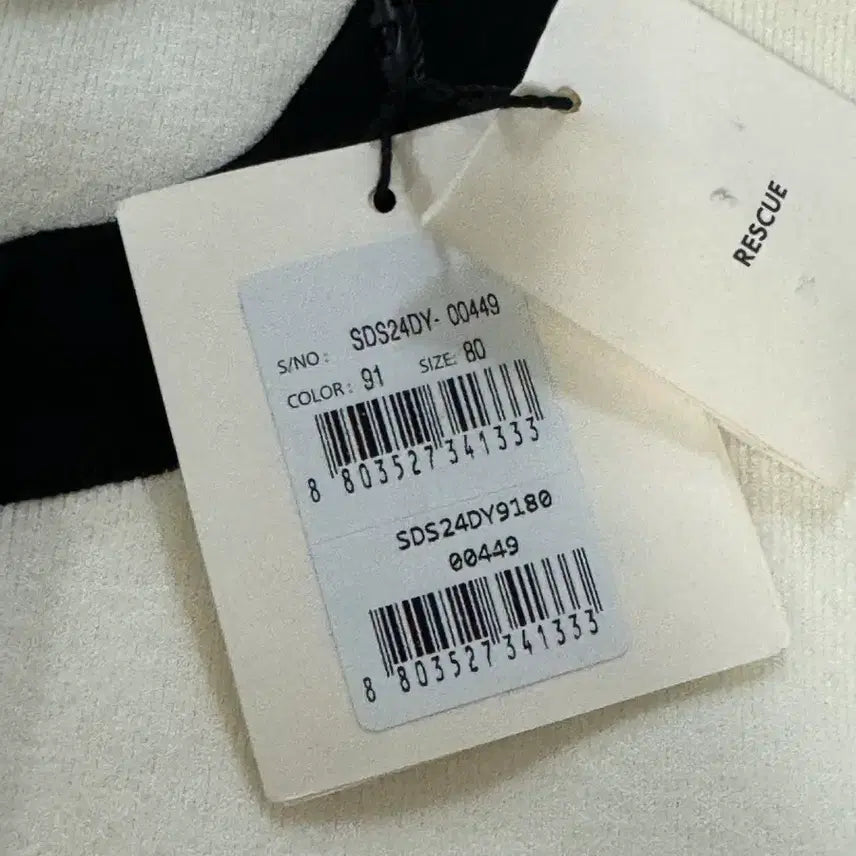 S/NO: SDS24DY- 00449
COLOR: 91 SIZE: 80
8 803527 341333
SDS24DY9180
00449
8 803527 341333
RESCUE